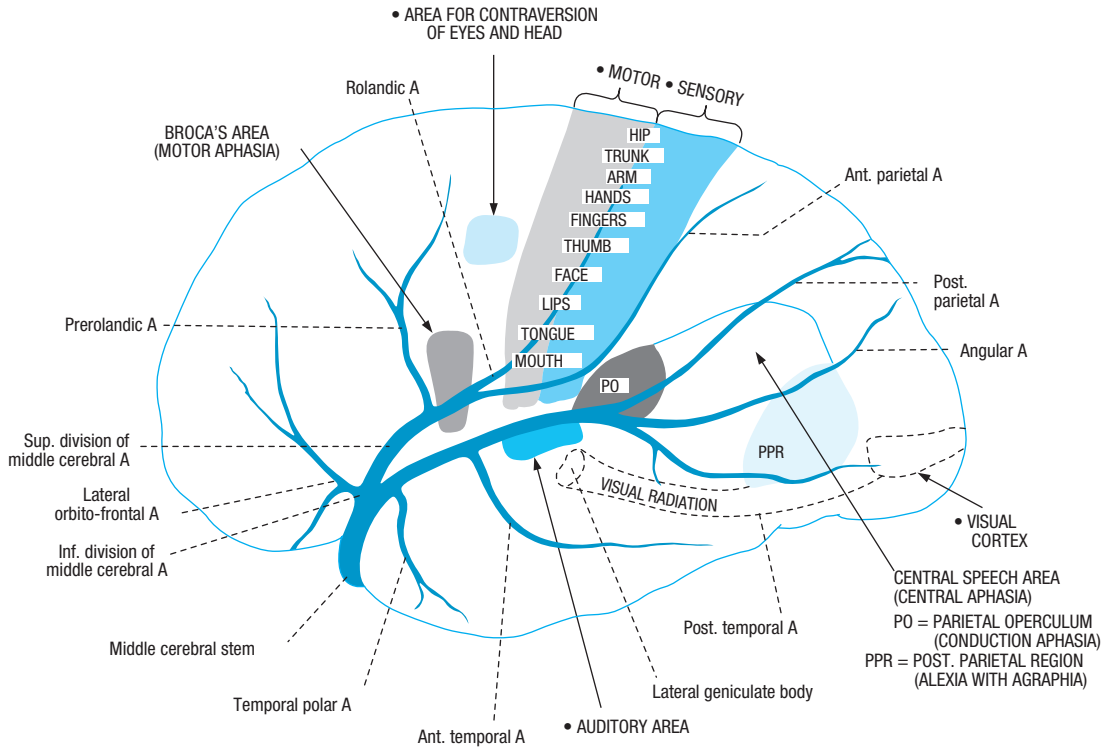 • AREA FOR CONTRAVERSION
OF EYES AND HEAD
Rolandic A
• MOTOR • SENSORY
BROCA'S AREA
(MOTOR APHASIA)
HIP
TRUNK
ARM
HANDS
FINGERS
THUMB
FACE
LIPS
TONGUE
MOUTH
Ant. parietal A
Post.
parietal A
Prerolandic A
Angular A
PO
PPR
Sup. division of
middle cerebral A
Lateral
orbito-frontal A
Inf. division of
middle cerebral A
VISUAL RADIATION
• VISUAL
CORTEX
CENTRAL SPEECH AREA
(CENTRAL APHASIA)
PO = PARIETAL OPERCULUM
(CONDUCTION APHASIA)
PPR = POST. PARIETAL REGION
(ALEXIA WITH AGRAPHIA)
Middle cerebral stem
Temporal polar A
Ant. temporal A
• AUDITORY AREA
Lateral geniculate body
Post. temporal A